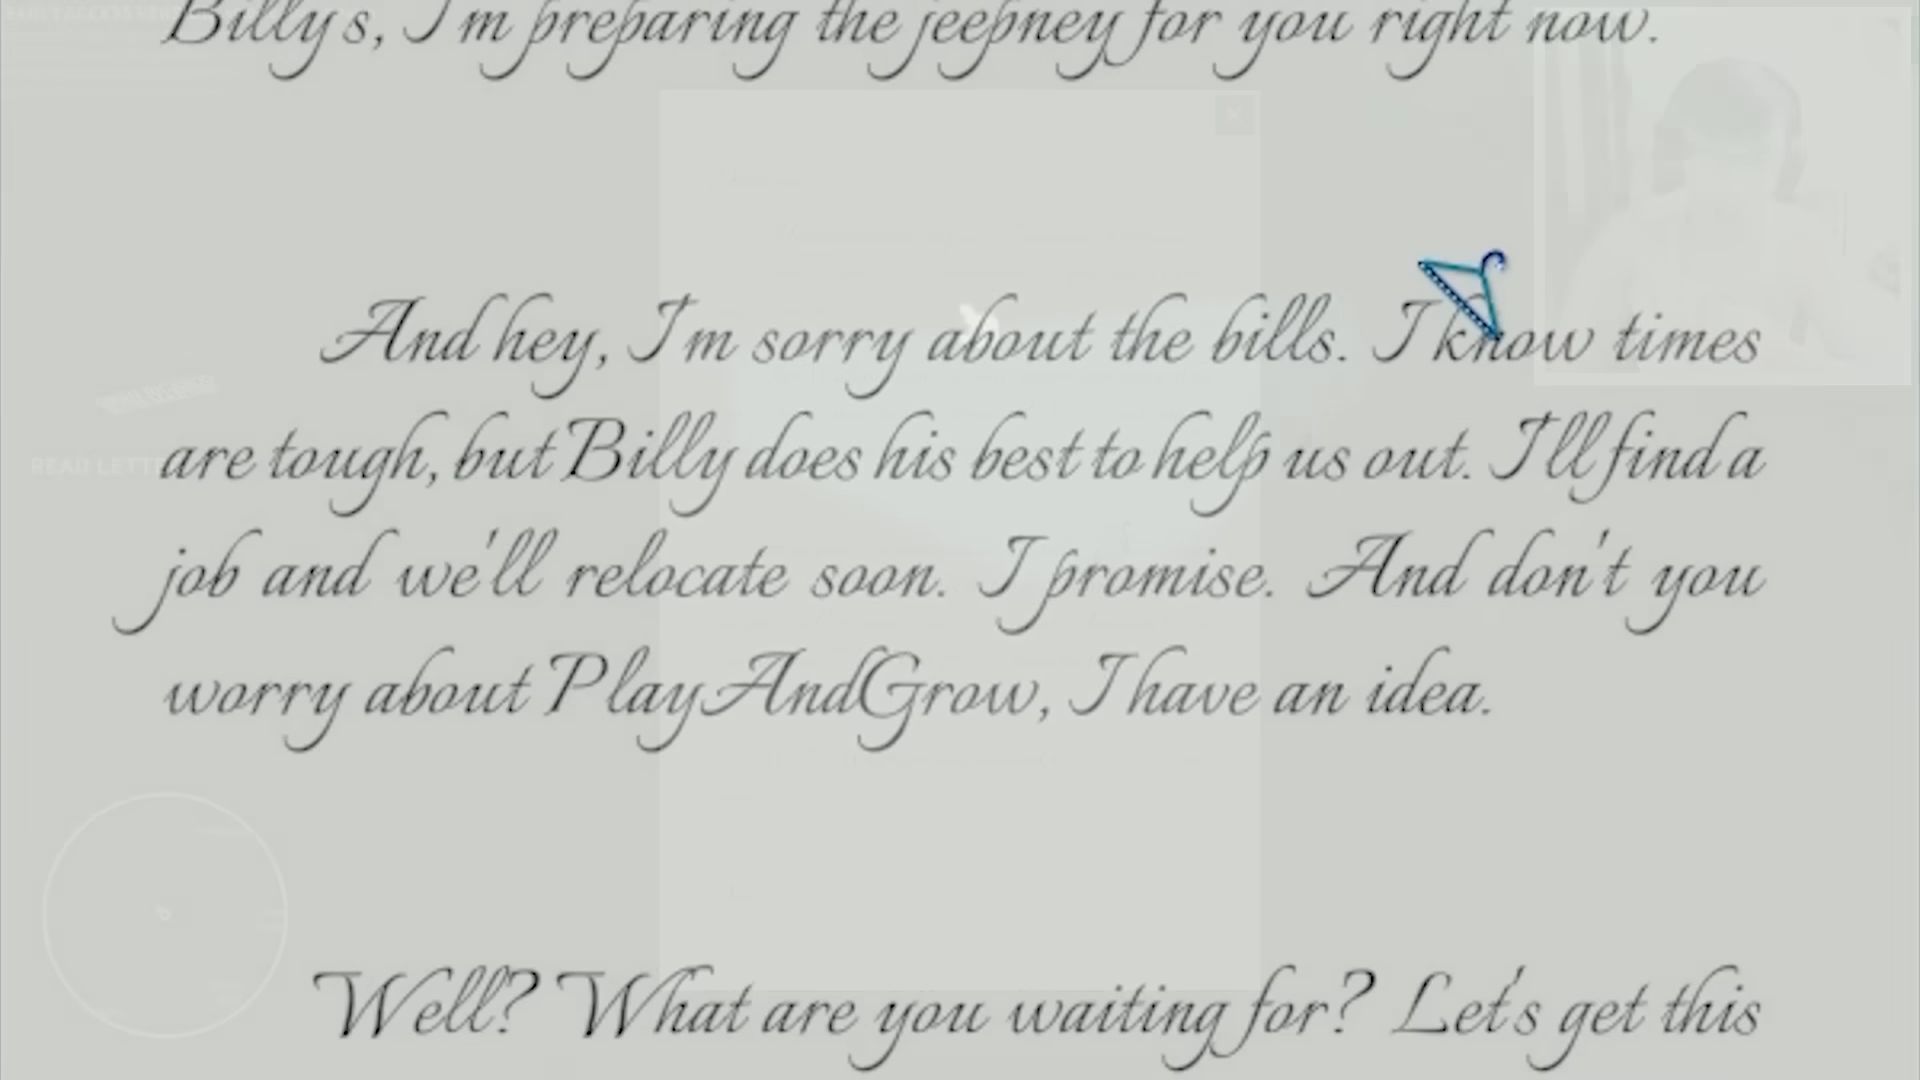 Billy's, I'm preparing the jeepney for you right now.
And hey, I'm sorry about the bills. I know times
are tough, but Billy does his best to help us out. I'll find a
job and we'll relocate soon. I promise. And don't you
worry about PlayAndGrow, I have an idea.
READ LETTE
Well? What are you waiting for? Let's get this